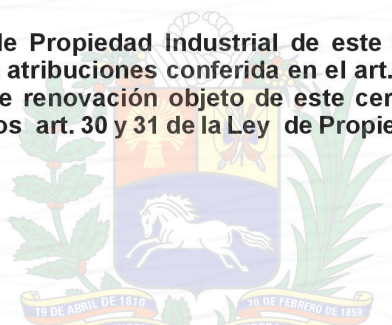 de Propiedad Industrial de este
atribuciones conferida en el art.
e renovación objeto de este cer
os art. 30 y 31 de la Ley de Propie
19 DE ABRIL DE 1810
20 DE FEBRERO DE 1859